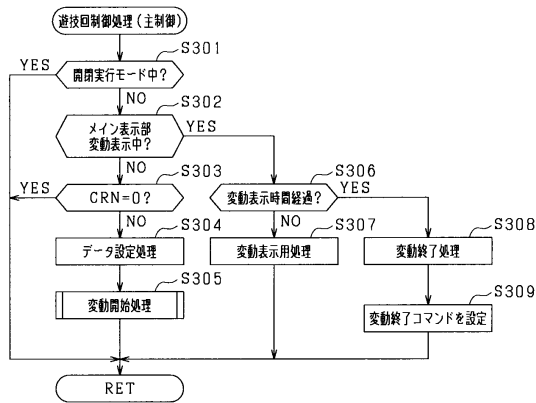 遊技回制御処理(主制御)
S301
YES
開閉実行モード中?
NO
S302
メイン表示部
変動表示中?
YES
NO
S303
S306
YES
CRN=0?
変動表示時間経過?
YES
NO
S304
NO
S307
S308
データ設定処理
変動表示用処理
変動終了処理
S305
S309
変動開始処理
変動終了コマンドを設定
RET